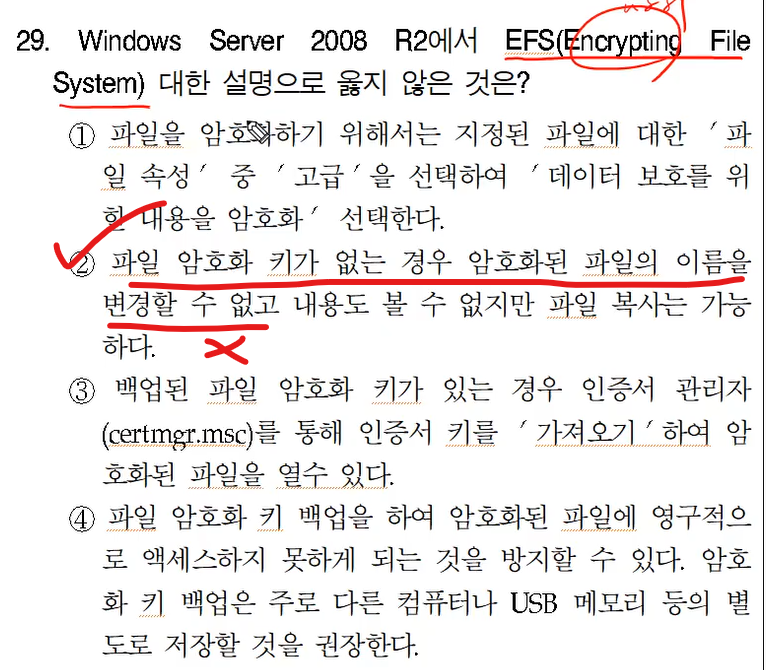 29. Windows Server 2008 R2에서 EFS(Encrypting File
System) 대한 설명으로 옳지 않은 것은?
① 파일을 암호화하기 위해서는 지정된 파일에 대한 ′파
일 속성′ 중 ′고급′을 선택하여 ′데이터 보호를 위
한 내용을 암호화′ 선택한다.
② 파일 암호화 키가 없는 경우 암호화된 파일의 이름을
변경할 수 없고 내용도 볼 수 없지만 파일 복사는 가능
하다.
③ 백업된 파일 암호화 키가 있는 경우 인증서 관리자
(certmgr.msc)를 통해 인증서 키를 ′가져오기′하여 암
호화된 파일을 열수 있다.
④ 파일 암호화 키 백업을 하여 암호화된 파일에 영구적으
로 액세스하지 못하게 되는 것을 방지할 수 있다. 암호
화 키 백업은 주로 다른 컴퓨터나 USB 메모리 등의 별
도로 저장할 것을 권장한다.